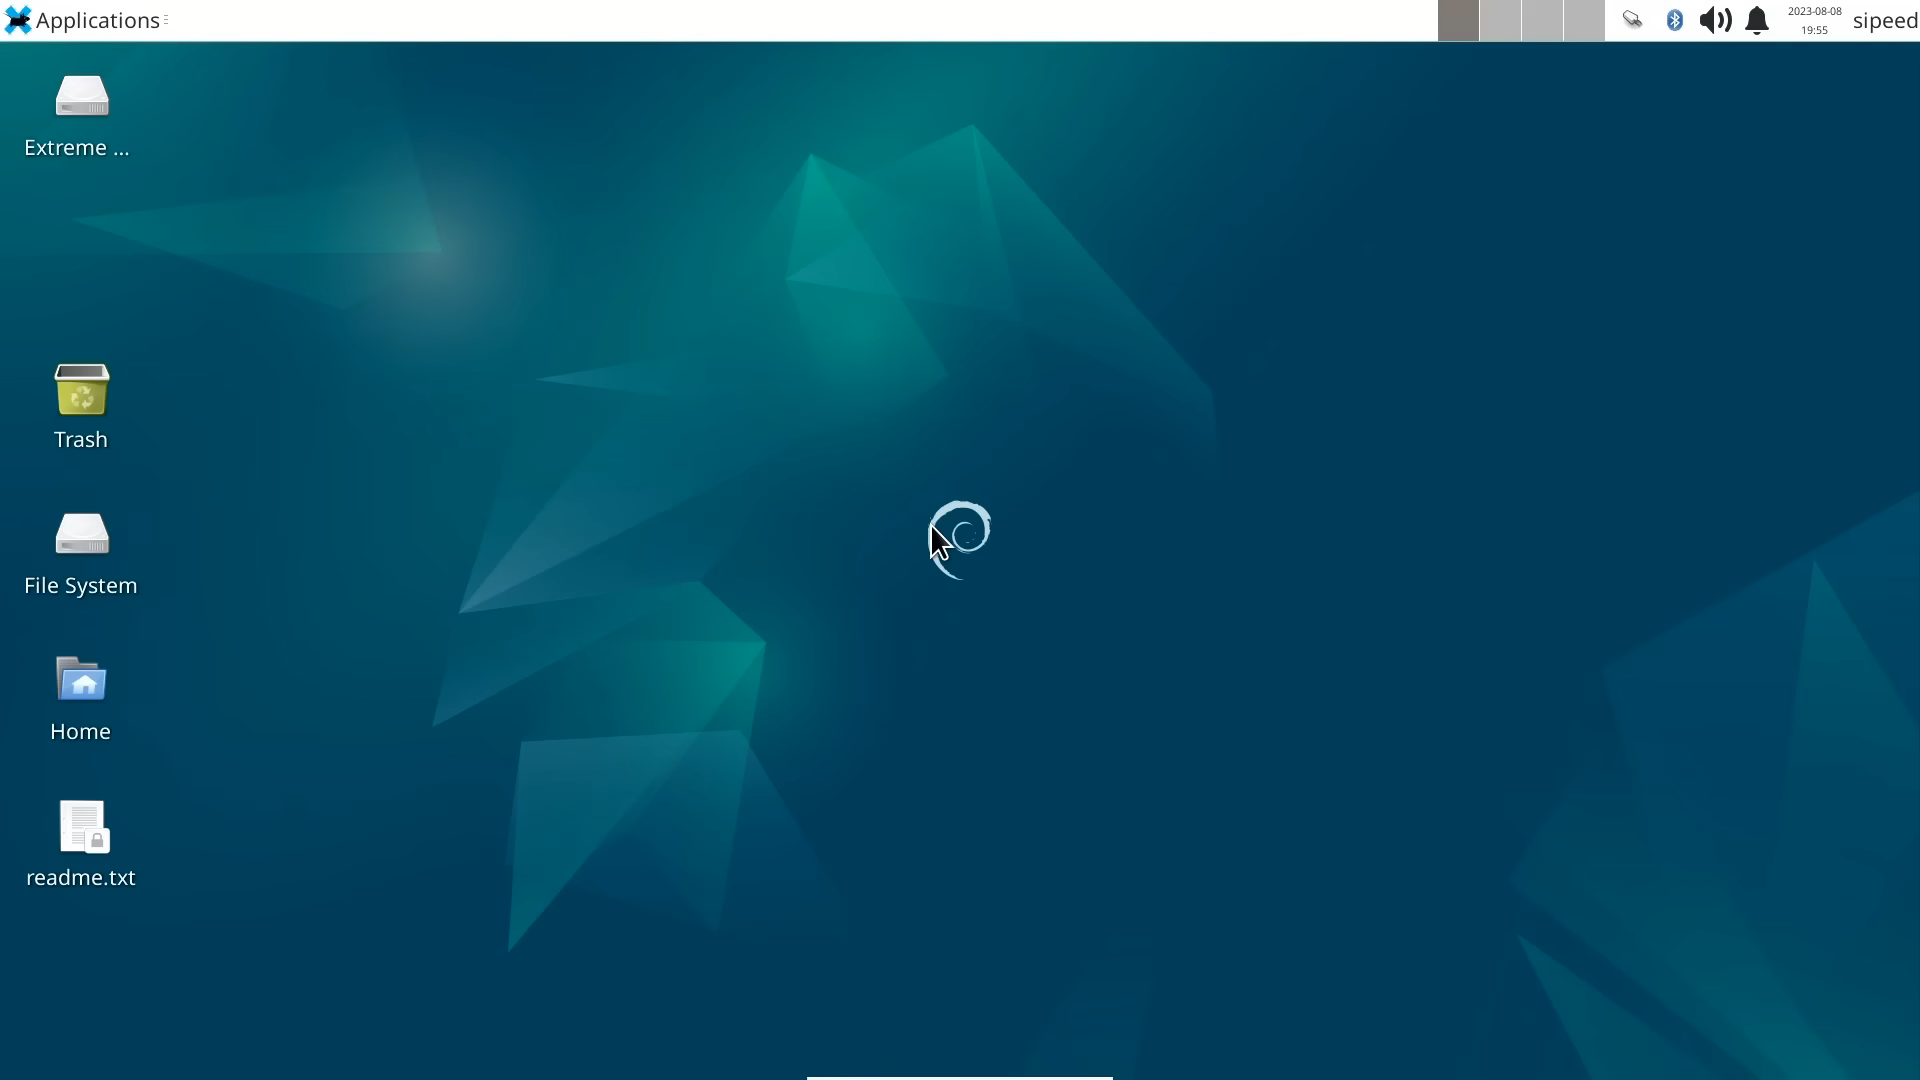 Applications
2023-08-08
19:55
sipeed
Extreme ...
Trash
File System
Home
readme.txt